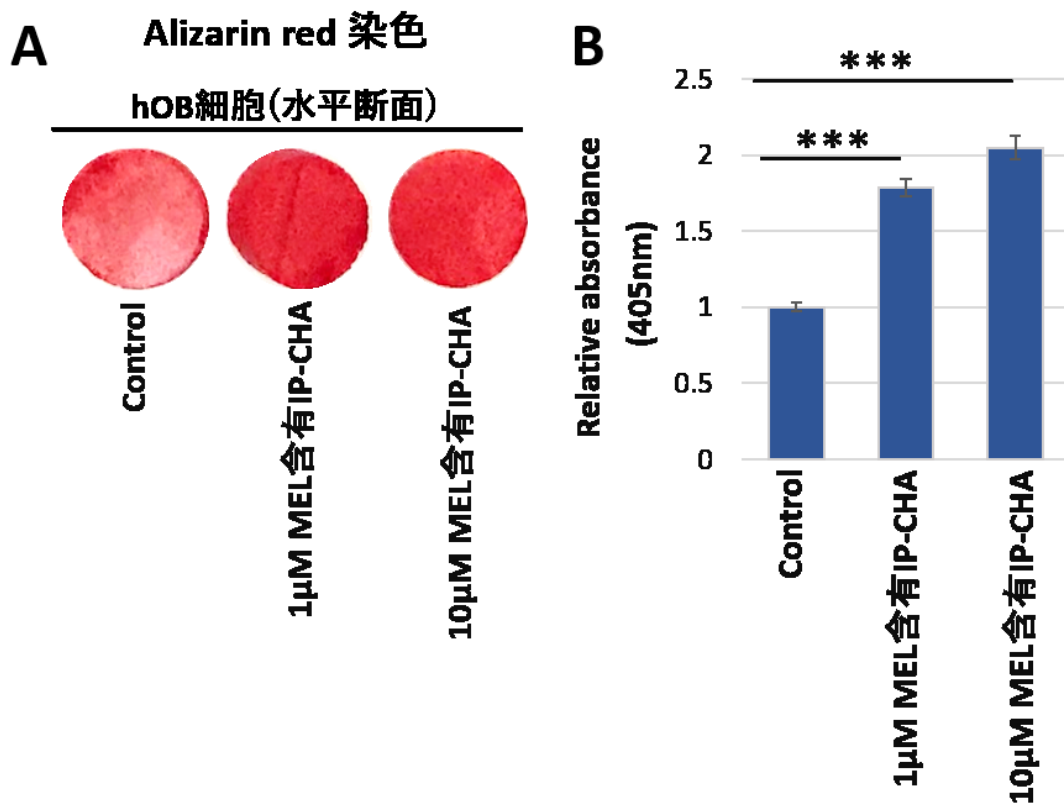 A
Alizarin red 染色
hOB細胞(水平断面)
Control
1μM MEL含有IP-CHA
10μM MEL含有IP-CHA
B
***
***
2.5
2
1.5
1
0.5
0
Relative absorbance
(405nm)
Control
1μM MEL含有IP-CHA
10μM MEL含有IP-CHA